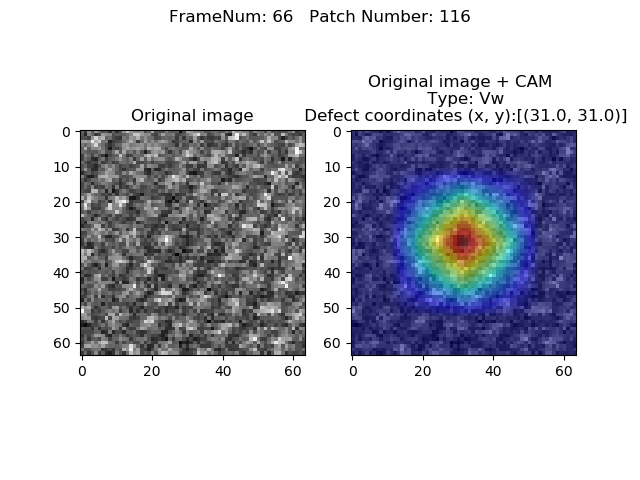 FrameNum: 66   Patch Number: 116
Original image
Original image + CAM
Type: Vw
Defect coordinates (x, y):[(31.0, 31.0)]
0
10
20
30
40
50
60
0 20 40 60
0
10
20
30
40
50
60
0 20 40 60